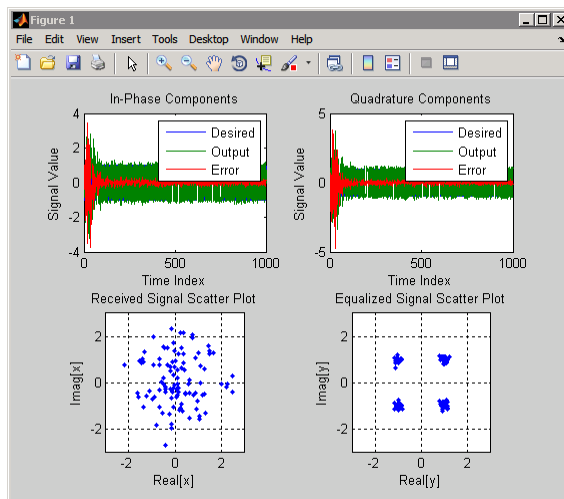 Figure 1
File Edit View Insert Tools Desktop Window Help
In-Phase Components
Signal Value
4
2
0
-2
-4
Desired
Output
Error
0 500 1000
Time Index
Quadrature Components
Signal Value
5
0
-5
Desired
Output
Error
0 500 1000
Time Index
Received Signal Scatter Plot
Imag[x]
2
0
-2
-2 0 2
Real[x]
Equalized Signal Scatter Plot
Imag[y]
2
0
-2
-2 0 2
Real[y]